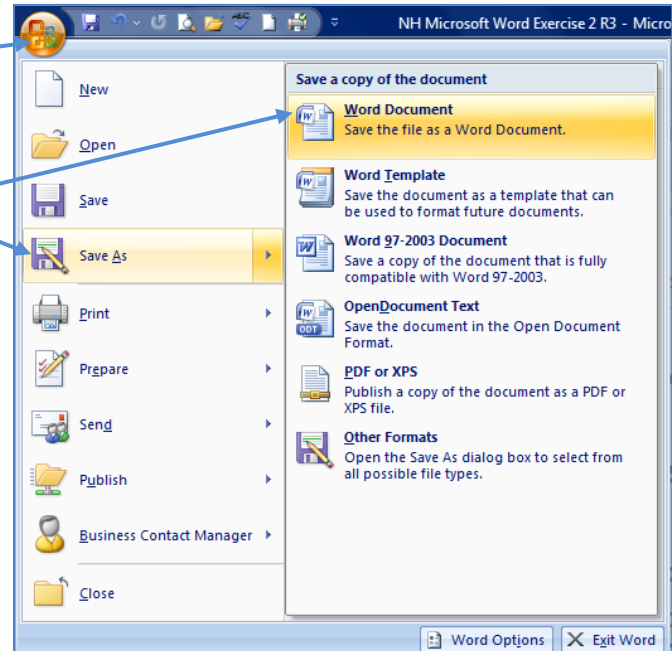 NH Microsoft Word Exercise 2 R3 - Micro
New
Open
Save
Save As
Print
Prepare
Send
Publish
Business Contact Manager
Close
Save a copy of the document
Word Document
Save the file as a Word Document.
Word Template
Save the document as a template that can
be used to format future documents.
Word 97-2003 Document
Save a copy of the document that is fully
compatible with Word 97-2003.
OpenDocument Text
Save the document in the Open Document
Format.
PDF or XPS
Publish a copy of the document as a PDF or
XPS file.
Other Formats
Open the Save As dialog box to select from
all possible file types.
Word Options
Exit Word